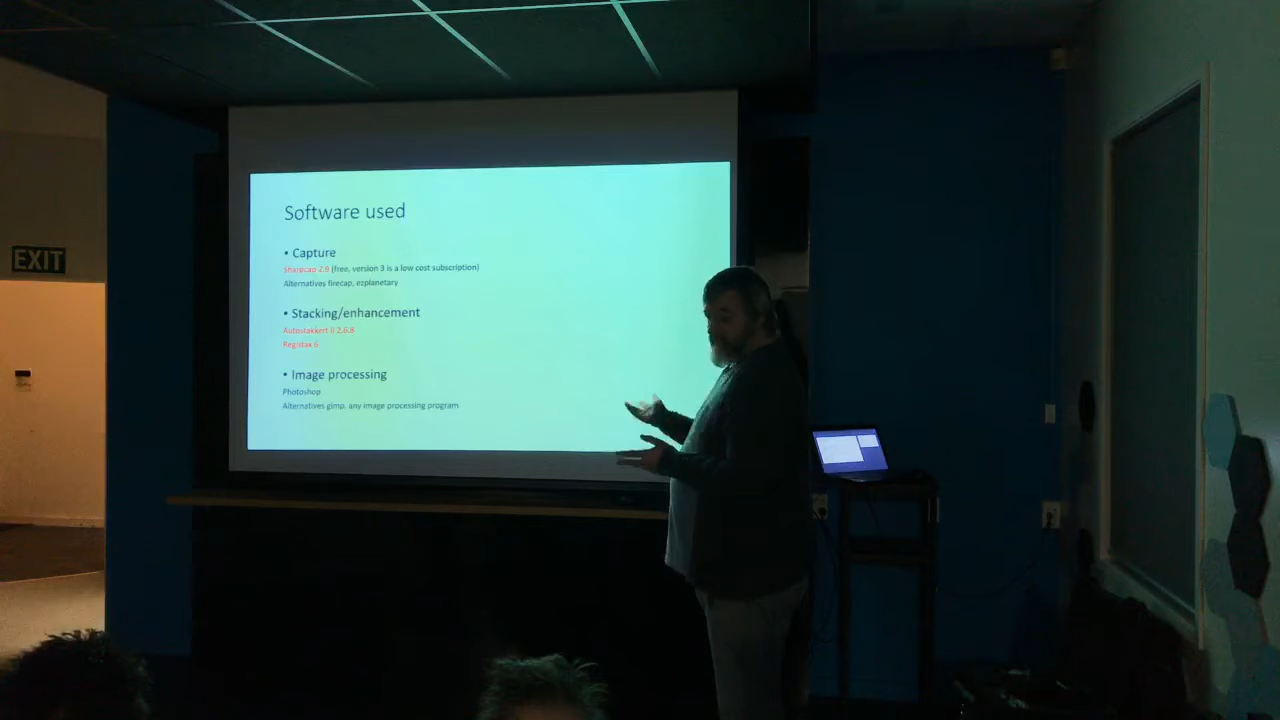 EXIT
Software used
• Capture
Sharpcap 2.9 (free, version 3 is a low cost subscription)
Alternatives firecap, ezplanetary
• Stacking/enhancement
Autostakkert II 2.6.8
Registax 6
• Image processing
Photoshop
Alternatives gimp, any image processing program